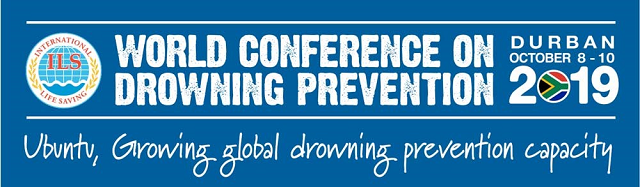 INTERNATIONAL
ILS
LIFE SAVING
WORLD CONFERENCE ON
DROWNING PREVENTION
DURBAN
OCTOBER 8 - 10
2019
Ubuntu, Growing global drowning prevention capacity